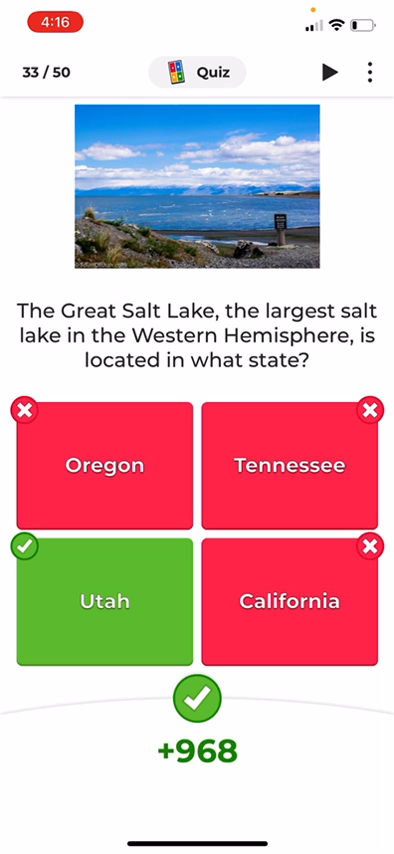 4:16
33 / 50
Quiz
The Great Salt Lake, the largest salt
lake in the Western Hemisphere, is
located in what state?
Oregon
Tennessee
Utah
California
+968